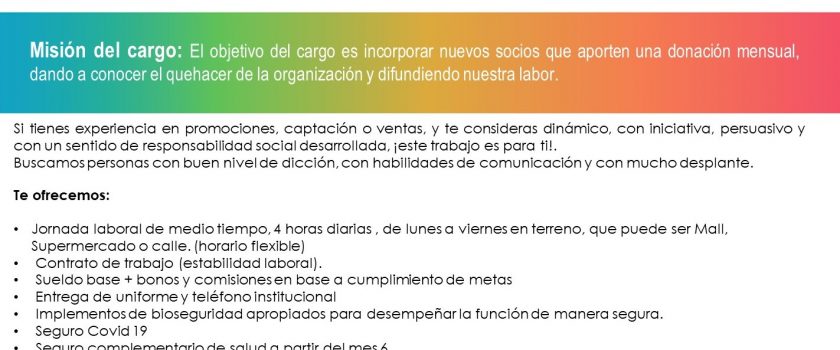 Misión del cargo: El objetivo del cargo es incorporar nuevos socios que aporten una donación mensual,
dando a conocer el quehacer de la organización y difundiendo nuestra labor.
Si tienes experiencia en promociones, captación o ventas, y te consideras dinámico, con iniciativa, persuasivo y
con un sentido de responsabilidad social desarrollada, ¡este trabajo es para ti!.
Buscamos personas con buen nivel de dicción, con habilidades de comunicación y con mucho desplante.
Te ofrecemos:
• Jornada laboral de medio tiempo, 4 horas diarias , de lunes a viernes en terreno, que puede ser Mall,
Supermercado o calle. (horario flexible)
• Contrato de trabajo (estabilidad laboral).
• Sueldo base + bonos y comisiones en base a cumplimiento de metas
• Entrega de uniforme y teléfono institucional
• Implementos de bioseguridad apropiados para desempeñar la función de manera segura.
• Seguro Covid 19
• Seguro complementario de salud a partir del mes 6